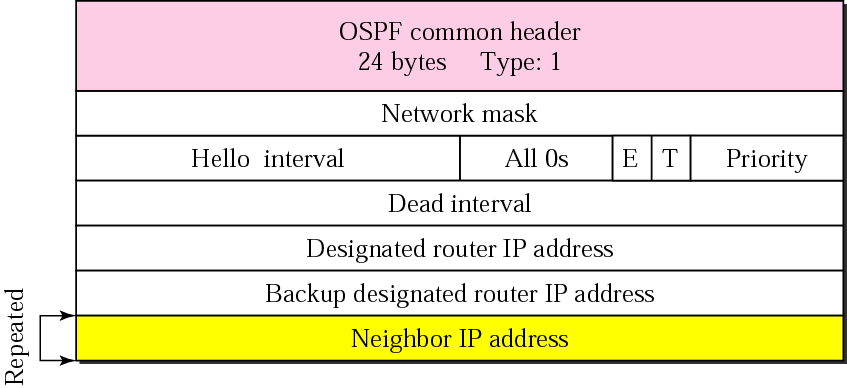 OSPF common header
24 bytes Type: 1
Network mask
Hello interval All 0s E T Priority
Dead interval
Designated router IP address
Backup designated router IP address
Repeated
Neighbor IP address